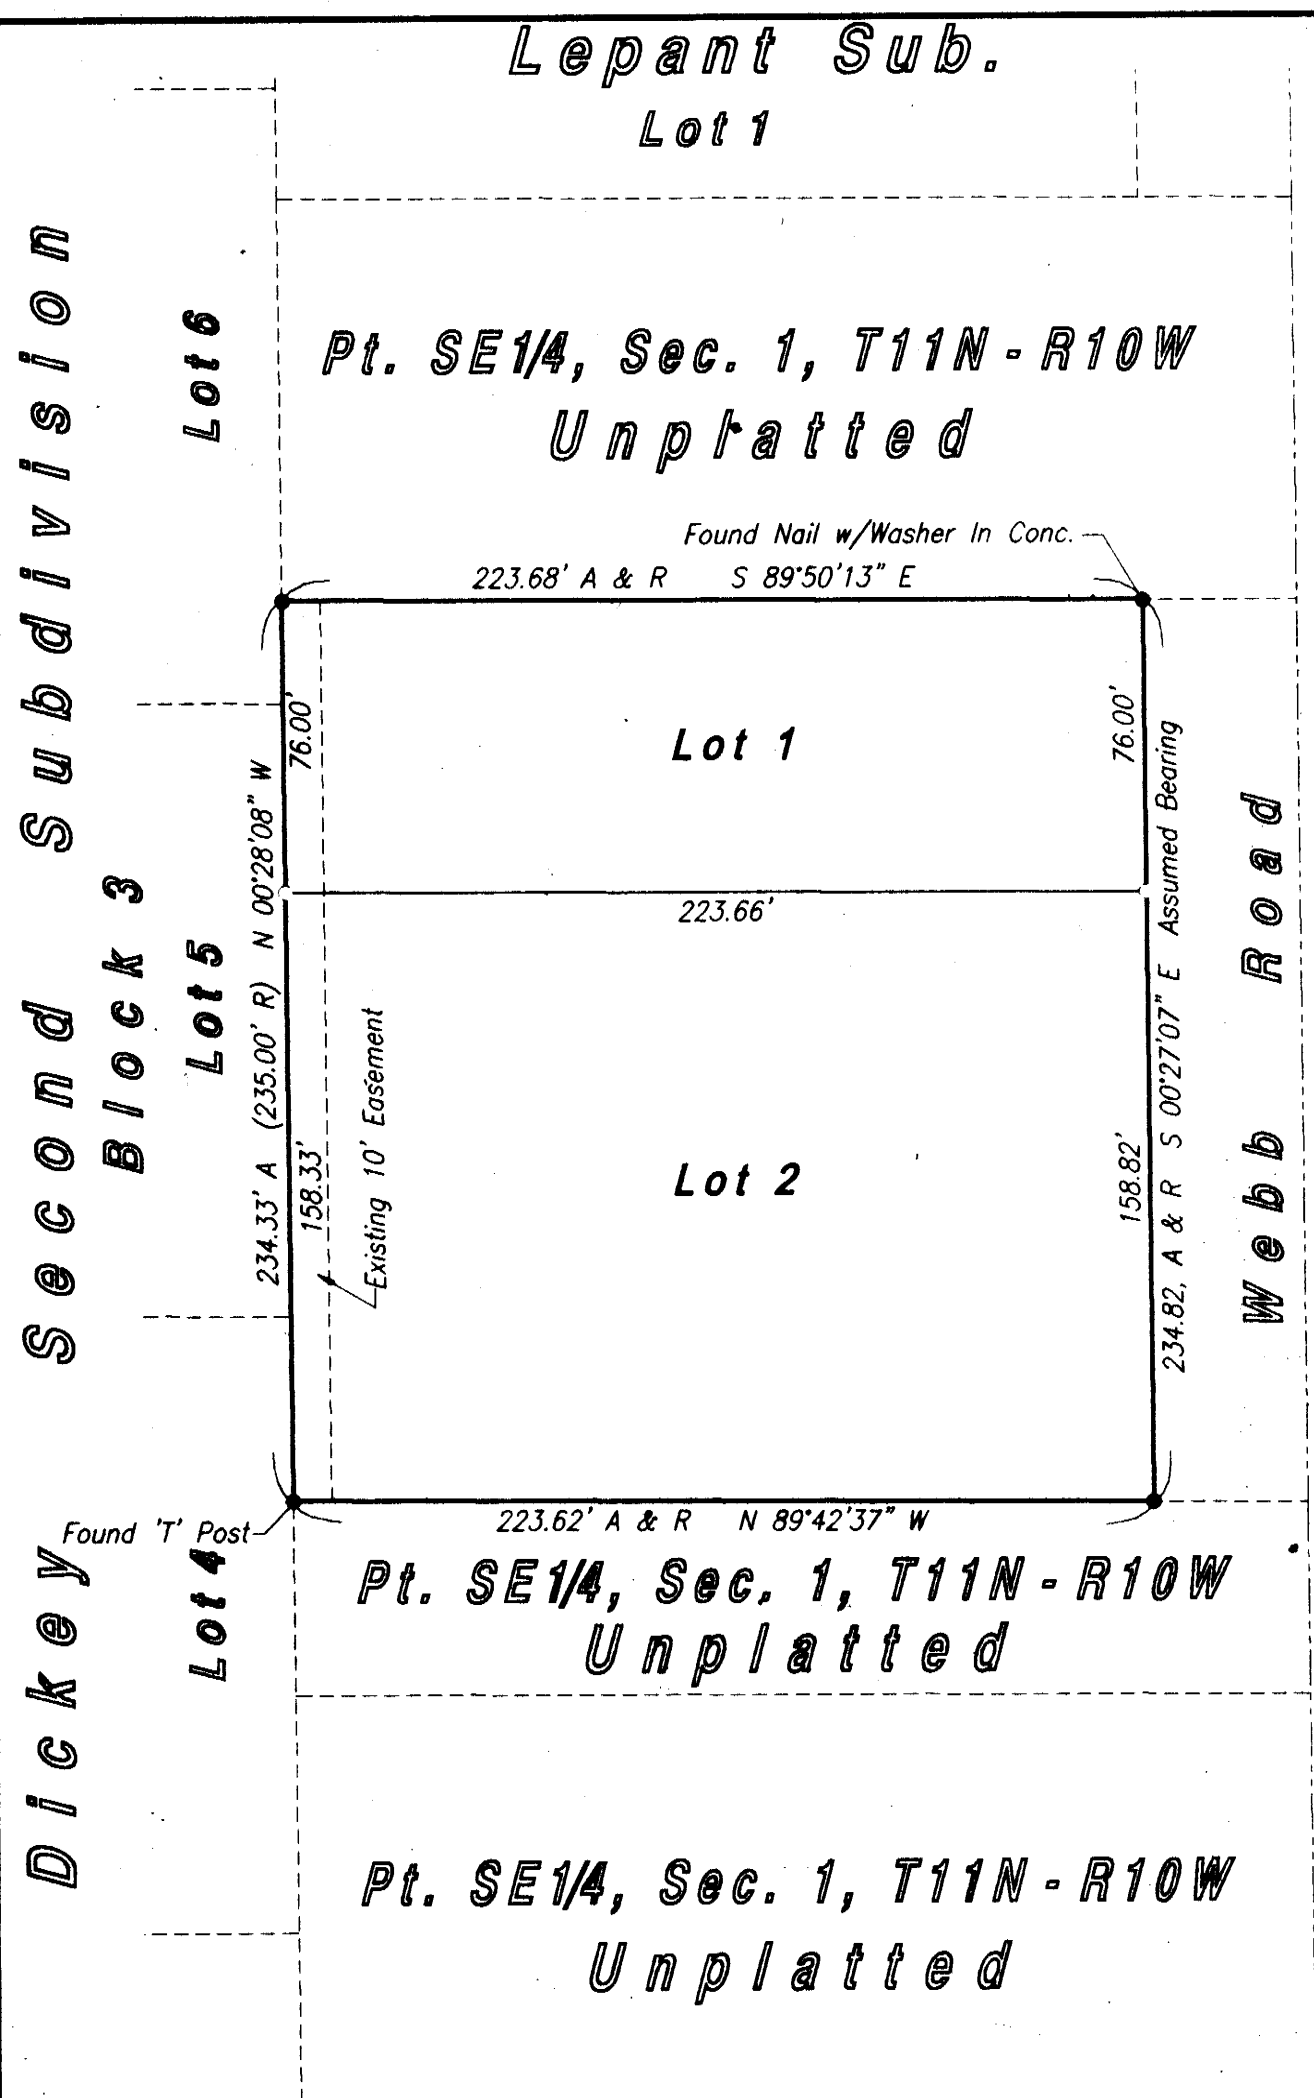 Lepant Sub.
Lot 1
Dickey Second Subdivision
Block 3
Lot 6
Lot 5
Lot 4
Pt. SE1/4, Sec. 1, T11N-R10W
Unplatted
Found Nail w/Washer In Conc.
223.68' A & R S 89°50'13" E
76.00'
Lot 1
76.00'
234.33' A (235.00' R) N 00°28'08" W
223.66'
158.33'
Existing 10' Easement
Lot 2
158.82'
234.82, A & R S 00°27'07" E Assumed Bearing
Webb Road
Found 'T' Post
223.62' A & R N 89°42'37" W
Pt. SE1/4, Sec. 1, T11N-R10W
Unplatted
Pt. SE1/4, Sec. 1, T11N-R10W
Unplatted